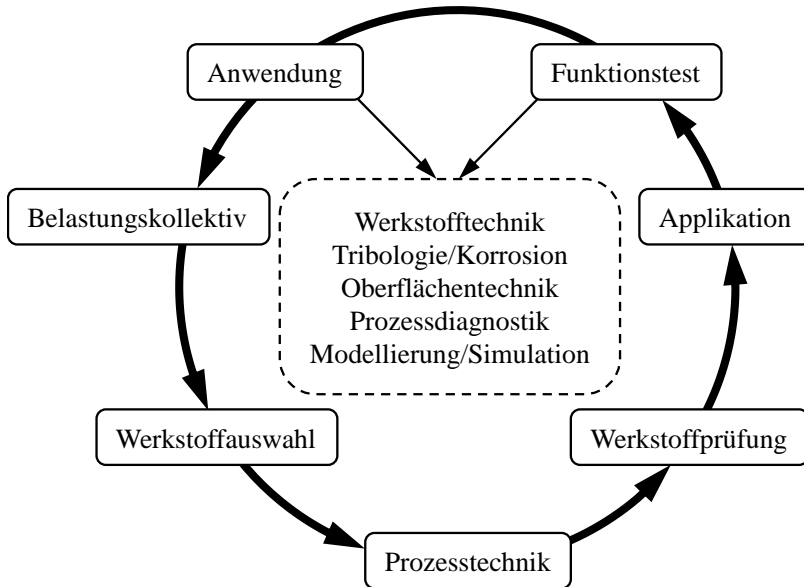 Anwendung
Funktionstest
Belastungskollektiv
Werkstofftechnik
Tribologie/Korrosion
Oberflächentechnik
Prozessdiagnostik
Modellierung/Simulation
Applikation
Werkstoffauswahl
Werkstoffprüfung
Prozesstechnik